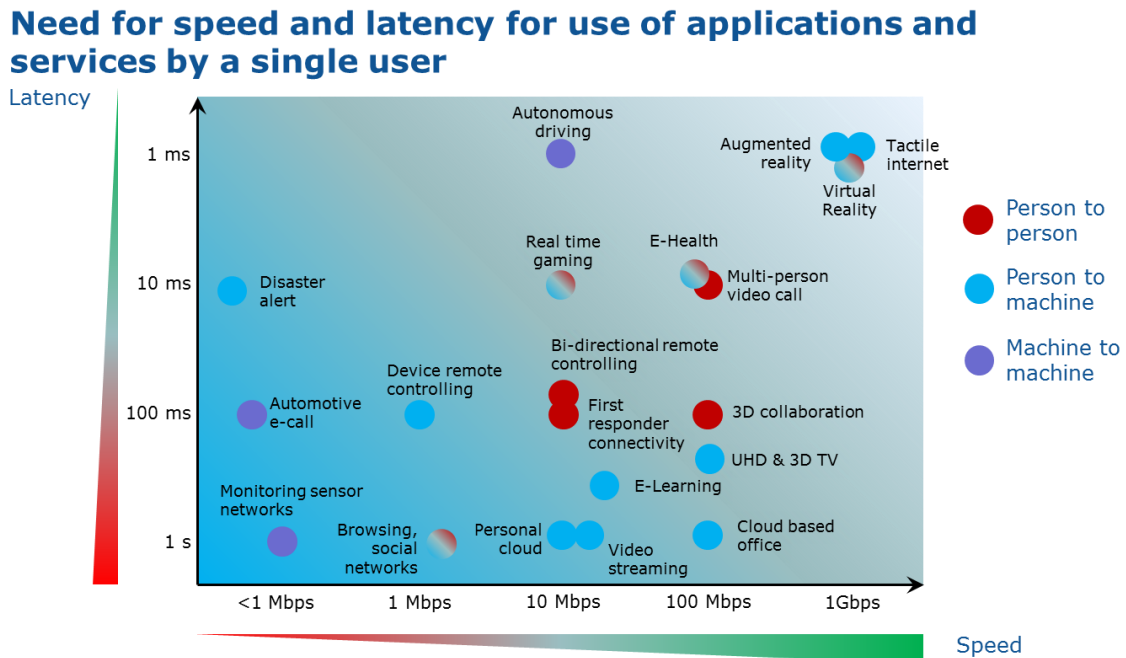 Need for speed and latency for use of applications and
services by a single user
Latency
Autonomous
driving
1 ms
Augmented
reality
Tactile
internet
Virtual
Reality
Person to
person
Real time
gaming
E-Health
10 ms
Disaster
alert
Multi-person
video call
Person to
machine
Bi-directional remote
controlling
Machine to
machine
Device remote
controlling
100 ms
Automotive
e-call
First
responder
connectivity
3D collaboration
UHD & 3D TV
E-Learning
Monitoring sensor
networks
1 s
Browsing,
social
networks
Personal
cloud
Video
streaming
Cloud based
office
<1 Mbps
1 Mbps
10 Mbps
100 Mbps
1Gbps
Speed